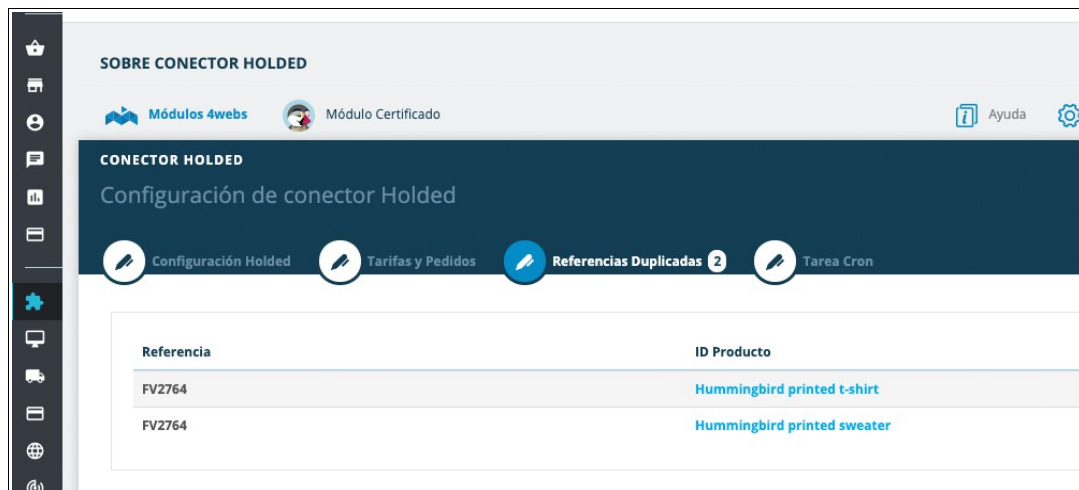 SOBRE CONECTOR HOLDED
Módulos 4webs Módulo Certificado Ayuda
CONECTOR HOLDED
Configuración de conector Holded
Configuración Holded Tarifas y Pedidos Referencias Duplicadas 2 Tarea Cron
Referencia ID Producto
FV2764 Hummingbird printed t-shirt
FV2764 Hummingbird printed sweater